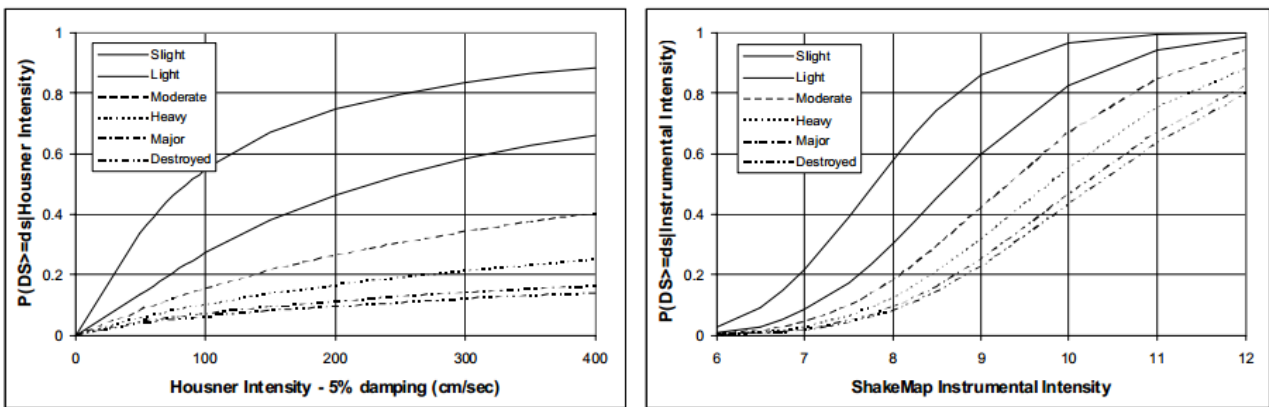 P(DS>=ds|Housner Intensity)
1
0.8
0.6
0.4
0.2
0
Slight
Light
Moderate
Heavy
Major
Destroyed
0 100 200 300 400
Housner Intensity - 5% damping (cm/sec)
P(DS>=ds|Instrumental Intensity)
1
0.8
0.6
0.4
0.2
0
Slight
Light
Moderate
Heavy
Major
Destroyed
6 7 8 9 10 11 12
ShakeMap Instrumental Intensity